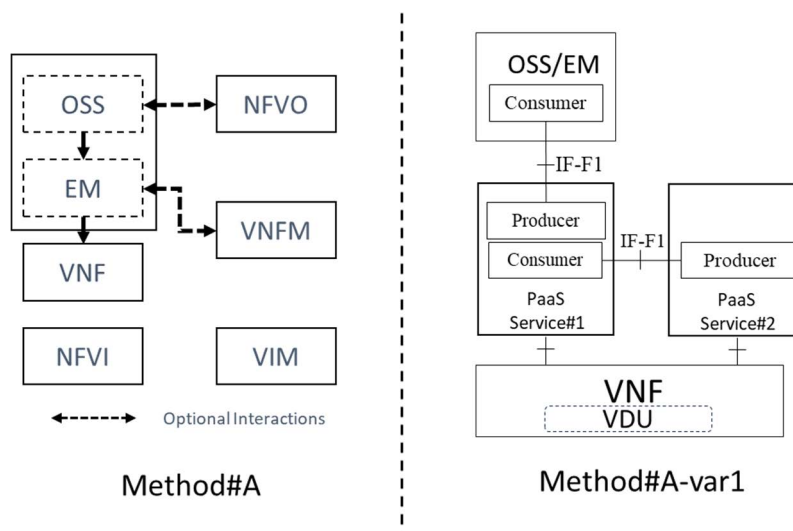 OSS
NFVO
EM
VNFM
VNF
NFVI
VIM
Optional Interactions
Method#A
OSS/EM
Consumer
IF-F1
Producer
Consumer
IF-F1
Producer
PaaS
Service#1
PaaS
Service#2
VNF
VDU
Method#A-var1